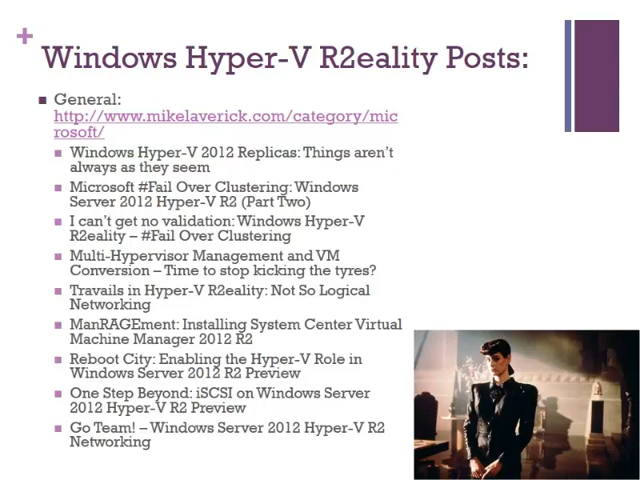 Windows Hyper-V R2eality Posts:
General:
http://www.mikelaverick.com/category/mic
rosoft/
Windows Hyper-V 2012 Replicas: Things aren't
always as they seem
Microsoft #Fail Over Clustering: Windows
Server 2012 Hyper-V R2 (Part Two)
I can't get no validation: Windows Hyper-V
R2eality – #Fail Over Clustering
Multi-Hypervisor Management and VM
Conversion – Time to stop kicking the tyres?
Travails in Hyper-V R2eality: Not So Logical
Networking
ManRAGEment: Installing System Center Virtual
Machine Manager 2012 R2
Reboot City: Enabling the Hyper-V Role in
Windows Server 2012 R2 Preview
One Step Beyond: iSCSI on Windows Server
2012 Hyper-V R2 Preview
Go Team! – Windows Server 2012 Hyper-V R2
Networking